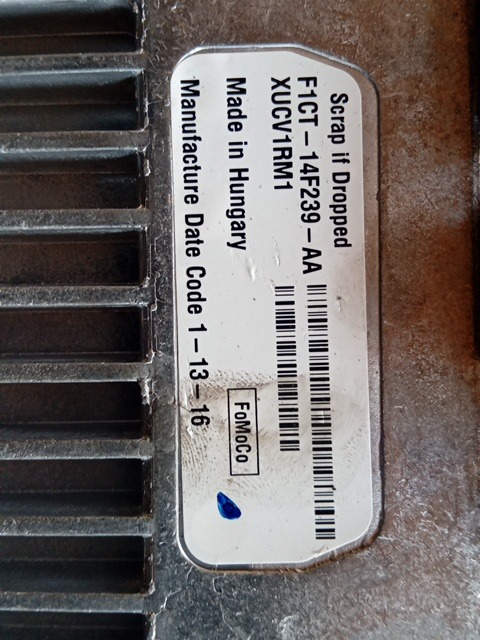 Scrap if Dropped
F1CT-14F239-AA
XUCV1RM1
Made in Hungary
FoMoCo
Manufacture Date Code 1-13-16